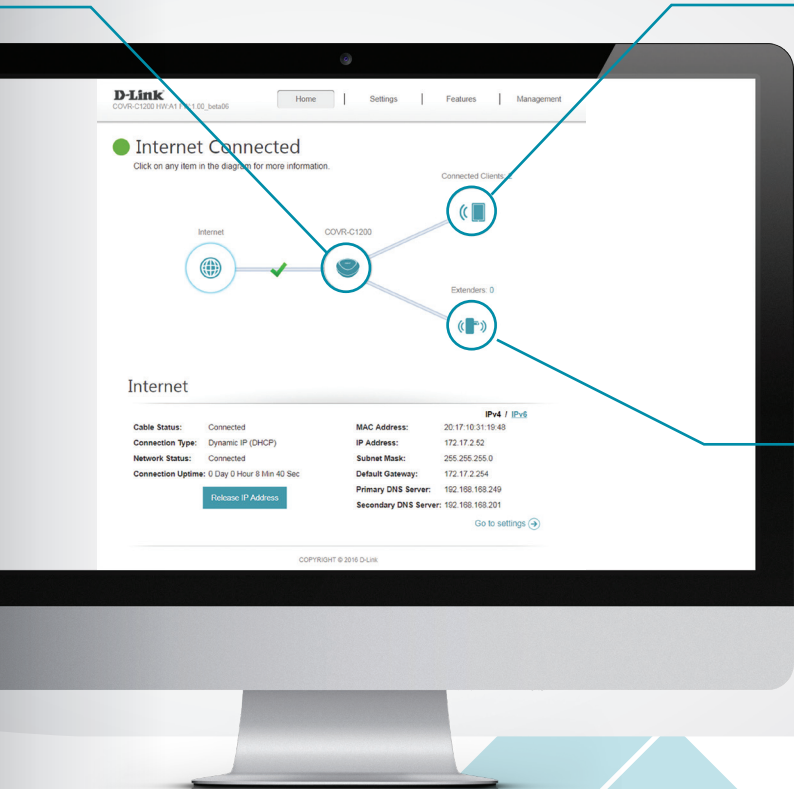 D-Link
COVR-C1200 HW:A1 1.00_beta06
Home | Settings | Features | Management
Internet Connected
Click on any item in the diagram for more information.
Connected Clients:
Internet
COVR-C1200
Extenders: 0
Internet
IPv4 / IPv6
Cable Status: Connected
Connection Type: Dynamic IP (DHCP)
Network Status: Connected
Connection Uptime: 0 Day 0 Hour 8 Min 40 Sec
Release IP Address
MAC Address: 20:17:10:31:19:48
IP Address: 172.17.2.52
Subnet Mask: 255.255.255.0
Default Gateway: 172.17.2.254
Primary DNS Server: 192.168.168.249
Secondary DNS Server: 192.168.168.201
Go to settings
COPYRIGHT © 2016 D-Link